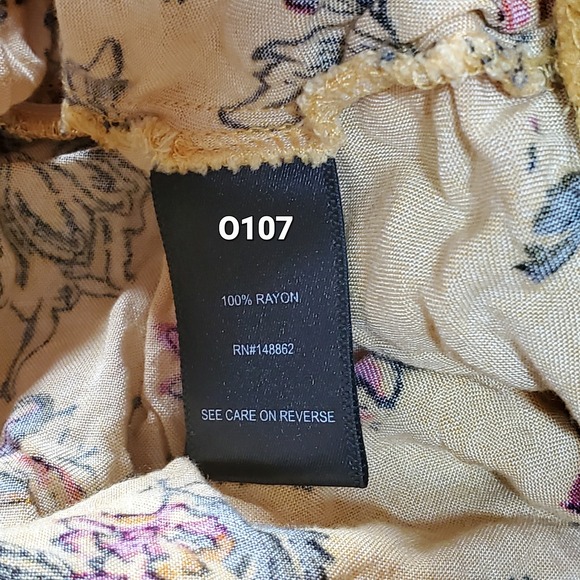 O107
100% RAYON
RN#148862
SEE CARE ON REVERSE